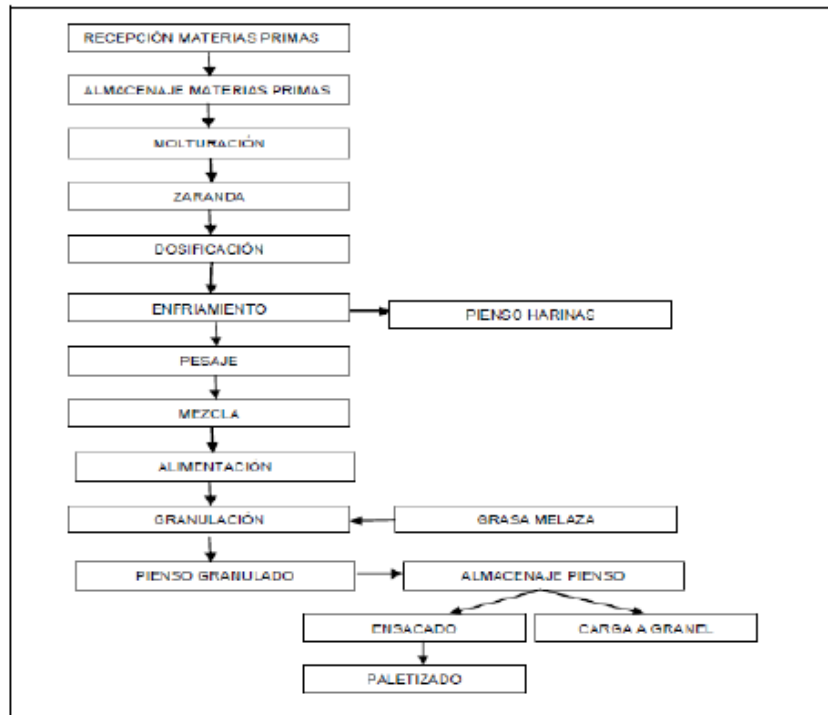 RECEPCIÓN MATERIAS PRIMAS
ALMACENAJE MATERIAS PRIMAS
MOLTURACIÓN
ZARANDA
DOSIFICACIÓN
ENFRIAMIENTO
PIENSO HARINAS
PESAJE
MEZCLA
ALIMENTACIÓN
GRANULACIÓN
GRASA MELAZA
PIENSO GRANULADO
ALMACENAJE PIENSO
ENSACADO
CARGA A GRANEL
PALETIZADO